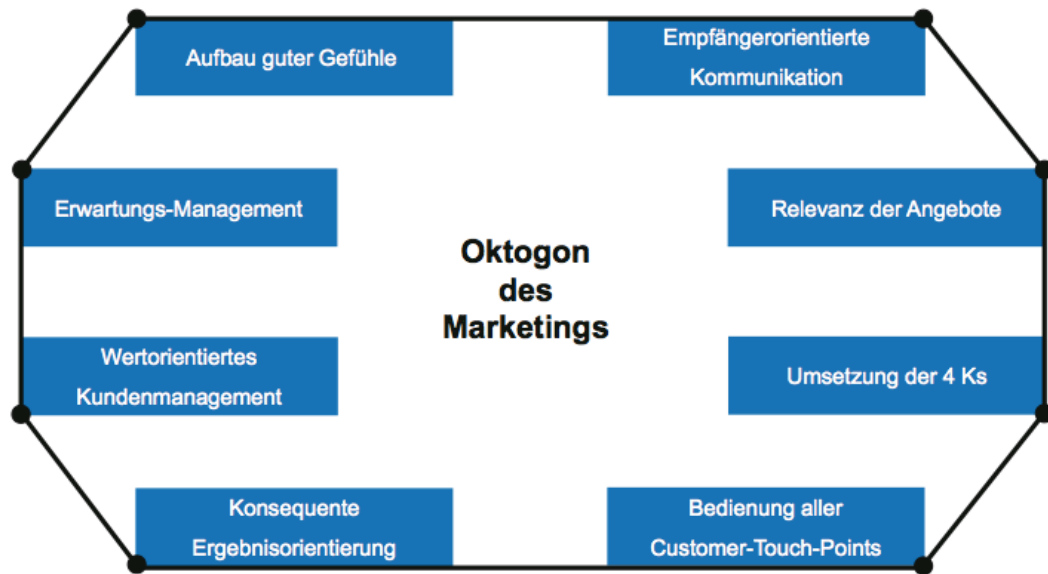 Aufbau guter Gefühle
Empfängerorientierte
Kommunikation
Erwartungs-Management
Relevanz der Angebote
Oktogon
des
Marketings
Wertorientiertes
Kundenmanagement
Umsetzung der 4 Ks
Konsequente
Ergebnisorientierung
Bedienung aller
Customer-Touch-Points